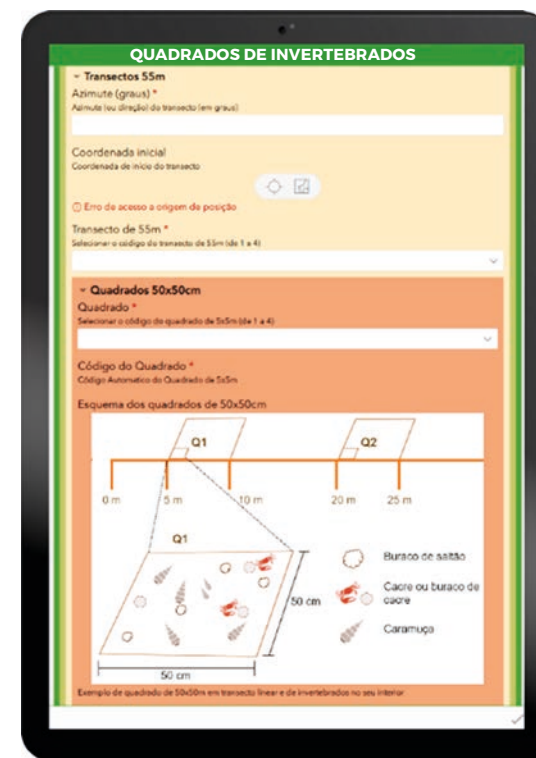 QUADRADOS DE INVERTEBRADOS
Transectos 55m
Azimute (graus) *
Azimute (ou direção) do transecto (em graus)
Coordenada inicial
Coordenada de início do transecto
Erro de acesso a origem de posição
Transecto de 55m *
Selecionar o código do transecto de 55m (de 1 a 4)
Quadrados 50x50cm
Quadrado *
Selecionar o código do quadrado de 5x5m (de 1 a 4)
Código do Quadrado *
Código Automatico do Quadrado de 5x5m
Esquema dos quadrados de 50x50cm
Q1 Q2
0 m 5 m 10 m 20 m 25 m
Q1
Buraco de saltão
50 cm
Cacre ou buraco de
cacre
Caramuça
50 cm
Exemplo de quadrado de 50x50m em transecto linear e de invertebrados no seu interior